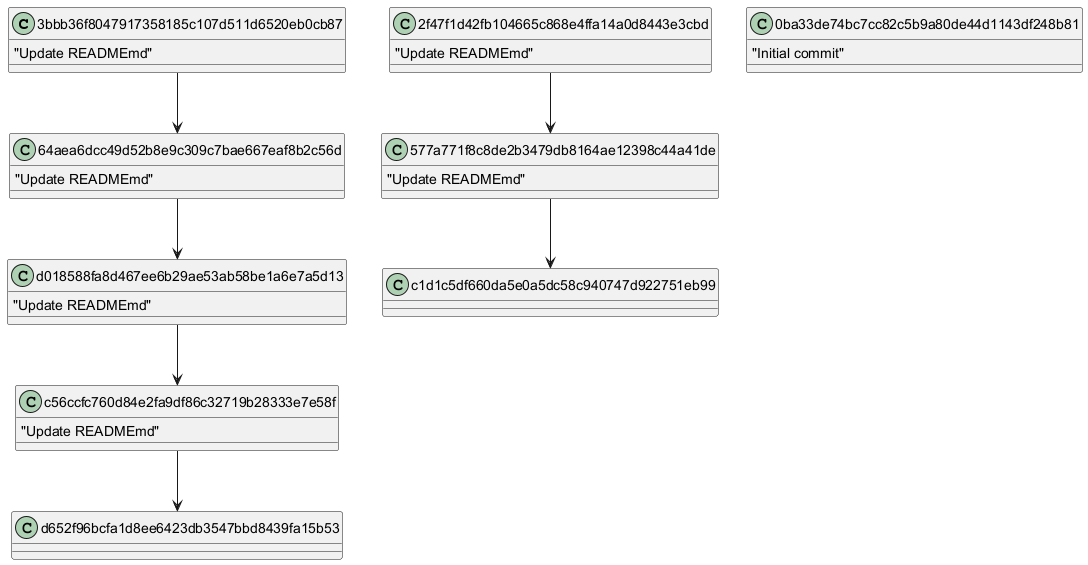 C 3bbb36f8047917358185c107d511d6520eb0cb87
"Update READMEmd"
C 64aea6dcc49d52b8e9c309c7bae667eaf8b2c56d
"Update READMEmd"
C d018588fa8d467ee6b29ae53ab58be1a6e7a5d13
"Update READMEmd"
C c56ccfc760d84e2fa9df86c32719b28333e7e58f
"Update READMEmd"
C d652f96bcfa1d8ee6423db3547bbd8439fa15b53
C 2f47f1d42fb104665c868e4ffa14a0d8443e3cbd
"Update READMEmd"
C 577a771f8c8de2b3479db8164ae12398c44a41de
"Update READMEmd"
C c1d1c5df660da5e0a5dc58c940747d922751eb99
C 0ba33de74bc7cc82c5b9a80de44d1143df248b81
"Initial commit"